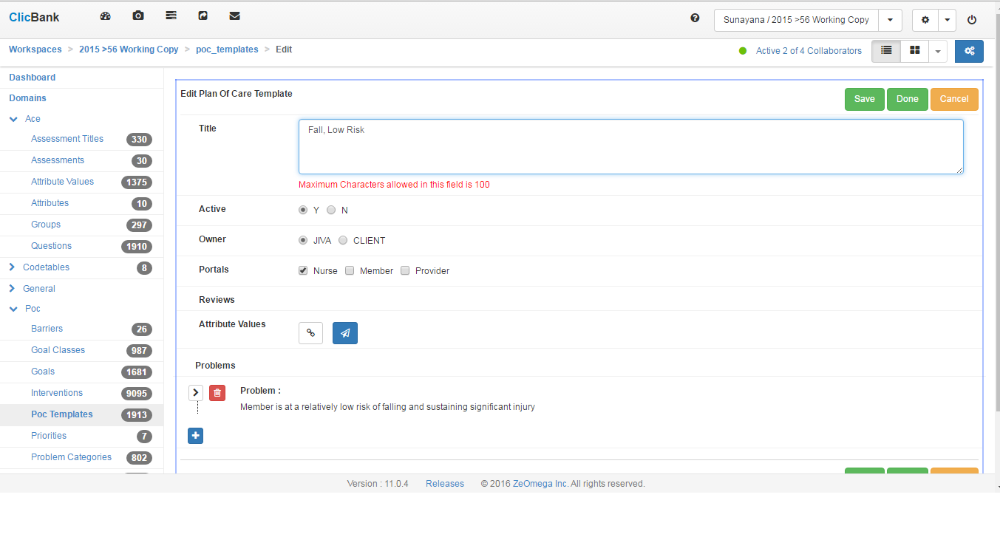 ClicBank
Sunayana / 2015 >56 Working Copy
Workspaces > 2015 >56 Working Copy > poc_templates > Edit
Active 2 of 4 Collaborators
Dashboard
Domains
Ace
Assessment Titles 330
Assessments 30
Attribute Values 1375
Attributes 10
Groups 297
Questions 1910
Codetables 8
General
Poc
Barriers 26
Goal Classes 987
Goals 1681
Interventions 9095
Poc Templates 1913
Priorities 7
Problem Categories 802
Edit Plan Of Care Template
Save Done Cancel
Title
Fall, Low Risk
Maximum Characters allowed in this field is 100
Active Y N
Owner JIVA CLIENT
Portals Nurse Member Provider
Reviews
Attribute Values
Problems
Problem :
Member is at a relatively low risk of falling and sustaining significant injury
Version : 11.0.4 Releases © 2016 ZeOmega Inc. All rights reserved.